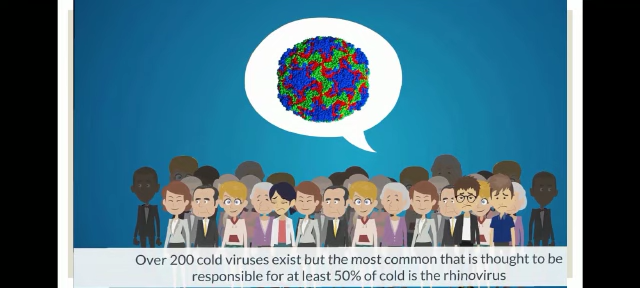 Over 200 cold viruses exist but the most common that is thought to be
responsible for at least 50% of cold is the rhinovirus